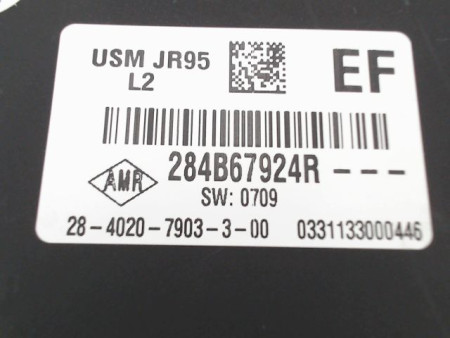 USM JR95 EF
L2
AMR 284B67924R---
SW: 0709
28-4020-7903-3-00 0331133000446